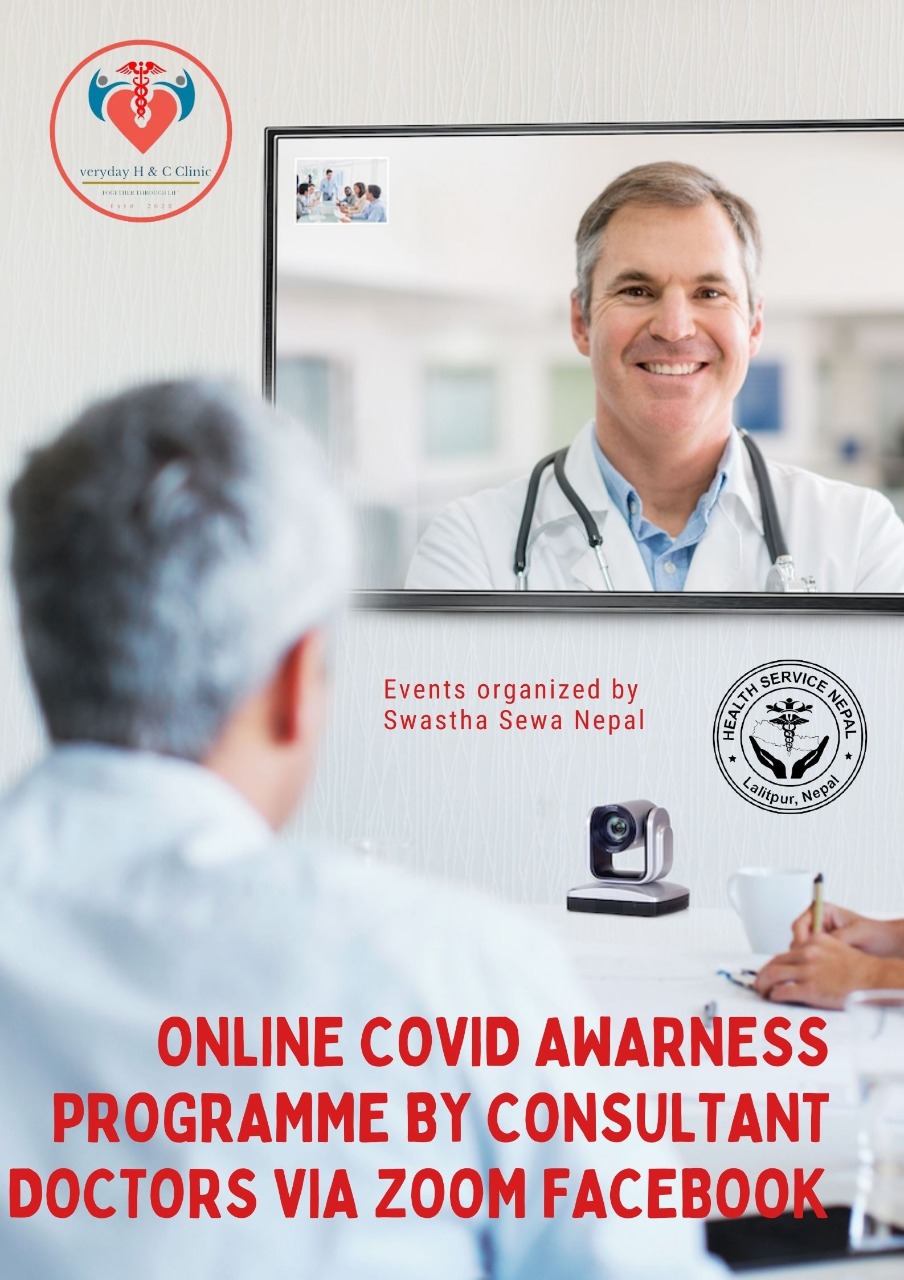 veryday H & C Clinic
TOGETHER THROUGH LIF
Estd 2022
Events organized by
Swastha Sewa Nepal
HEALTH SERVICE NEPAL
Lalitpur, Nepal
ONLINE COVID AWARNESS
PROGRAMME BY CONSULTANT
DOCTORS VIA ZOOM FACEBOOK